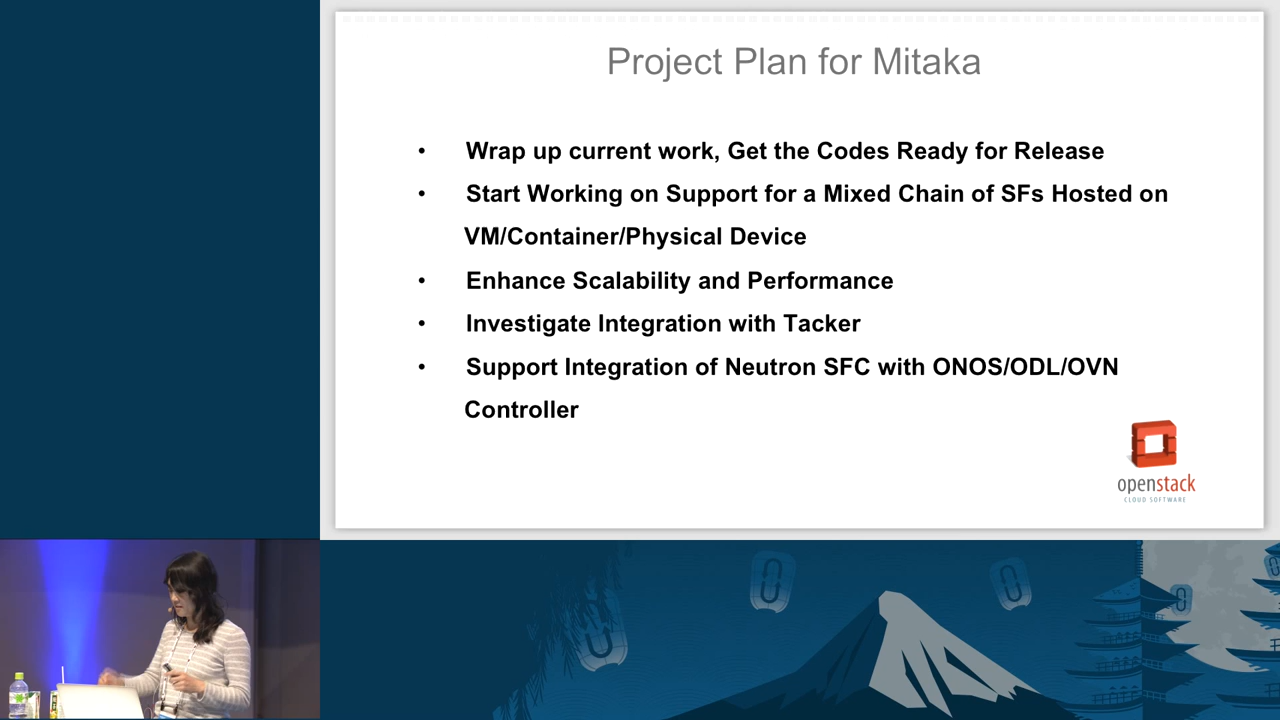 Project Plan for Mitaka
• Wrap up current work, Get the Codes Ready for Release
• Start Working on Support for a Mixed Chain of SFs Hosted on
VM/Container/Physical Device
• Enhance Scalability and Performance
• Investigate Integration with Tacker
• Support Integration of Neutron SFC with ONOS/ODL/OVN
Controller
openstack
CLOUD SOFTWARE